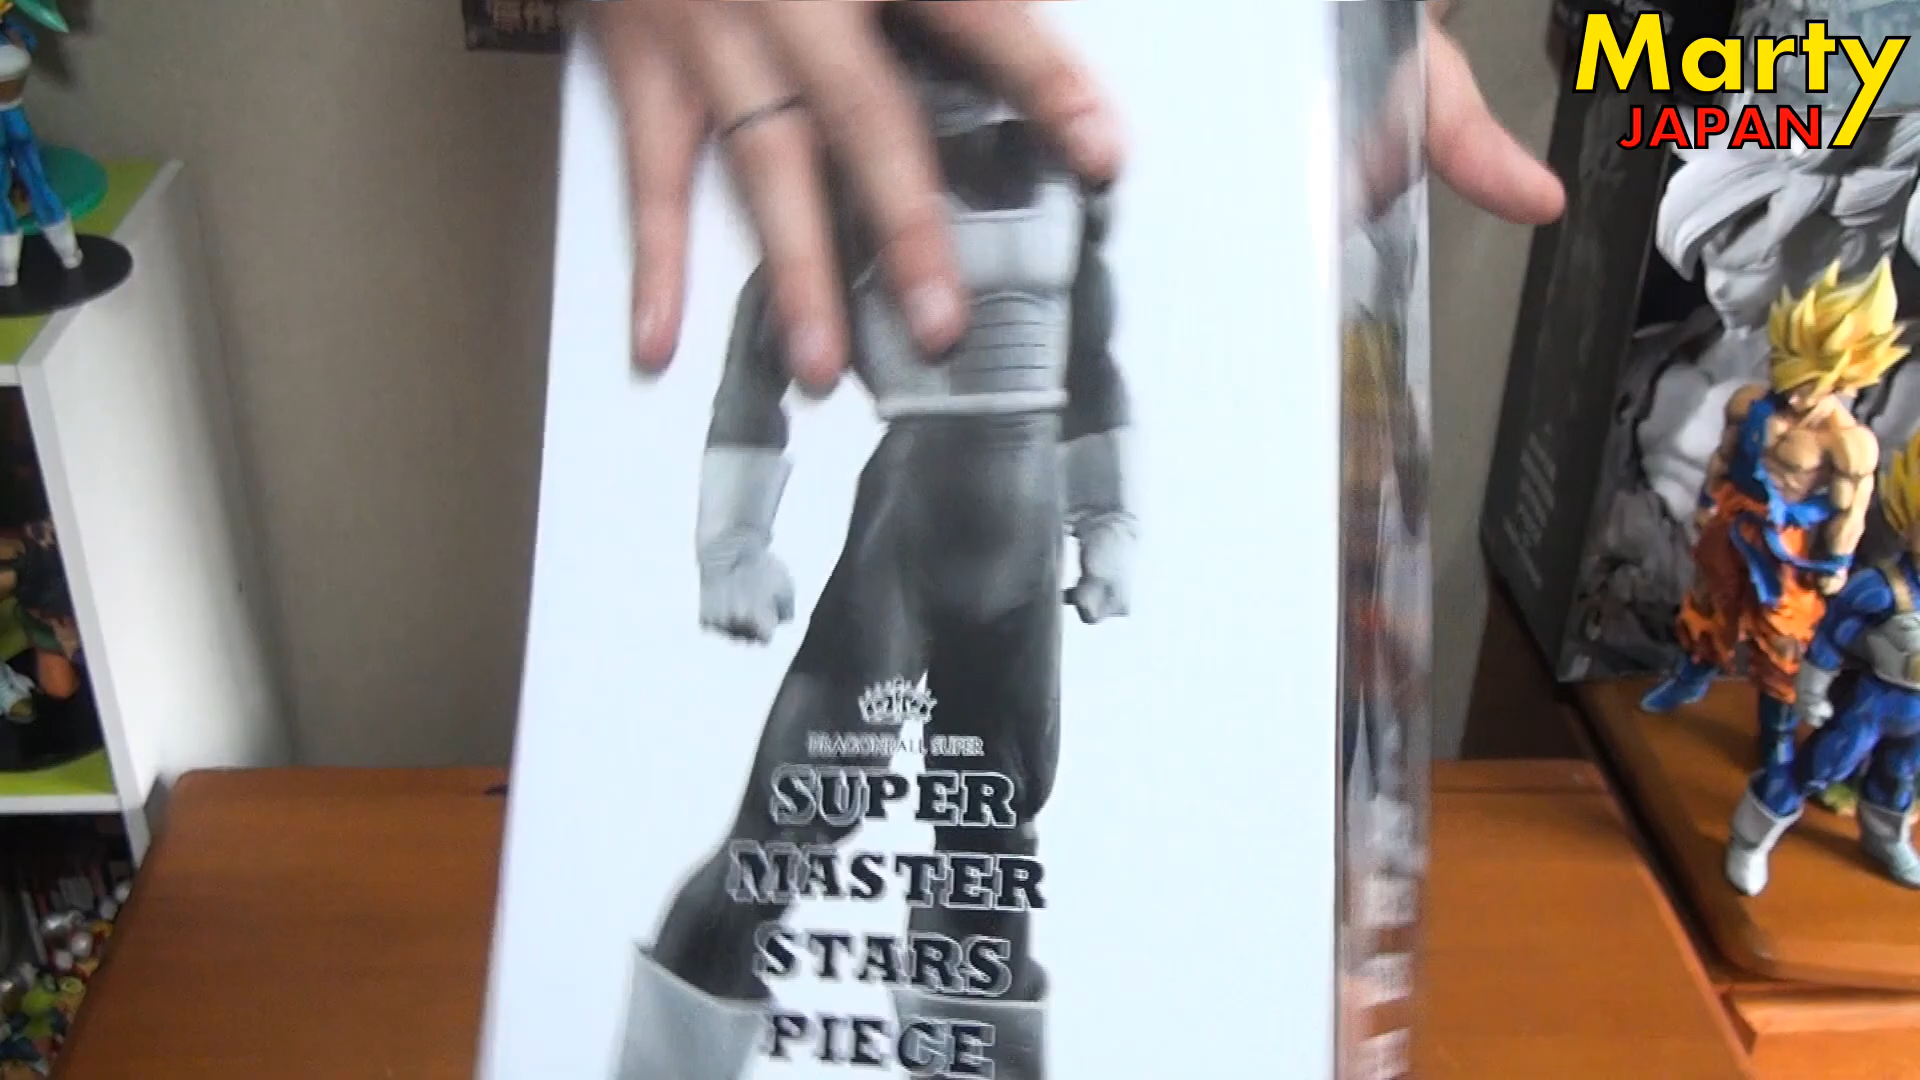 Marty
JAPAN
DRAGONBALL SUPER
SUPER
MASTER
STARS
PIECE